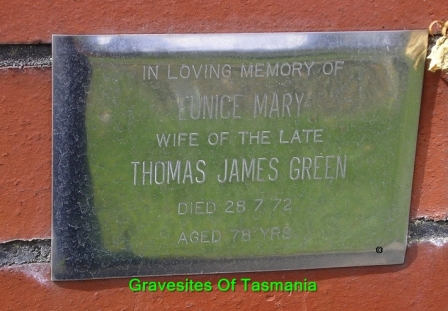 IN LOVING MEMORY OF
EUNICE MARY
WIFE OF THE LATE
THOMAS JAMES GREEN
DIED 28 7 72
AGED 78 YRS
Gravesites Of Tasmania